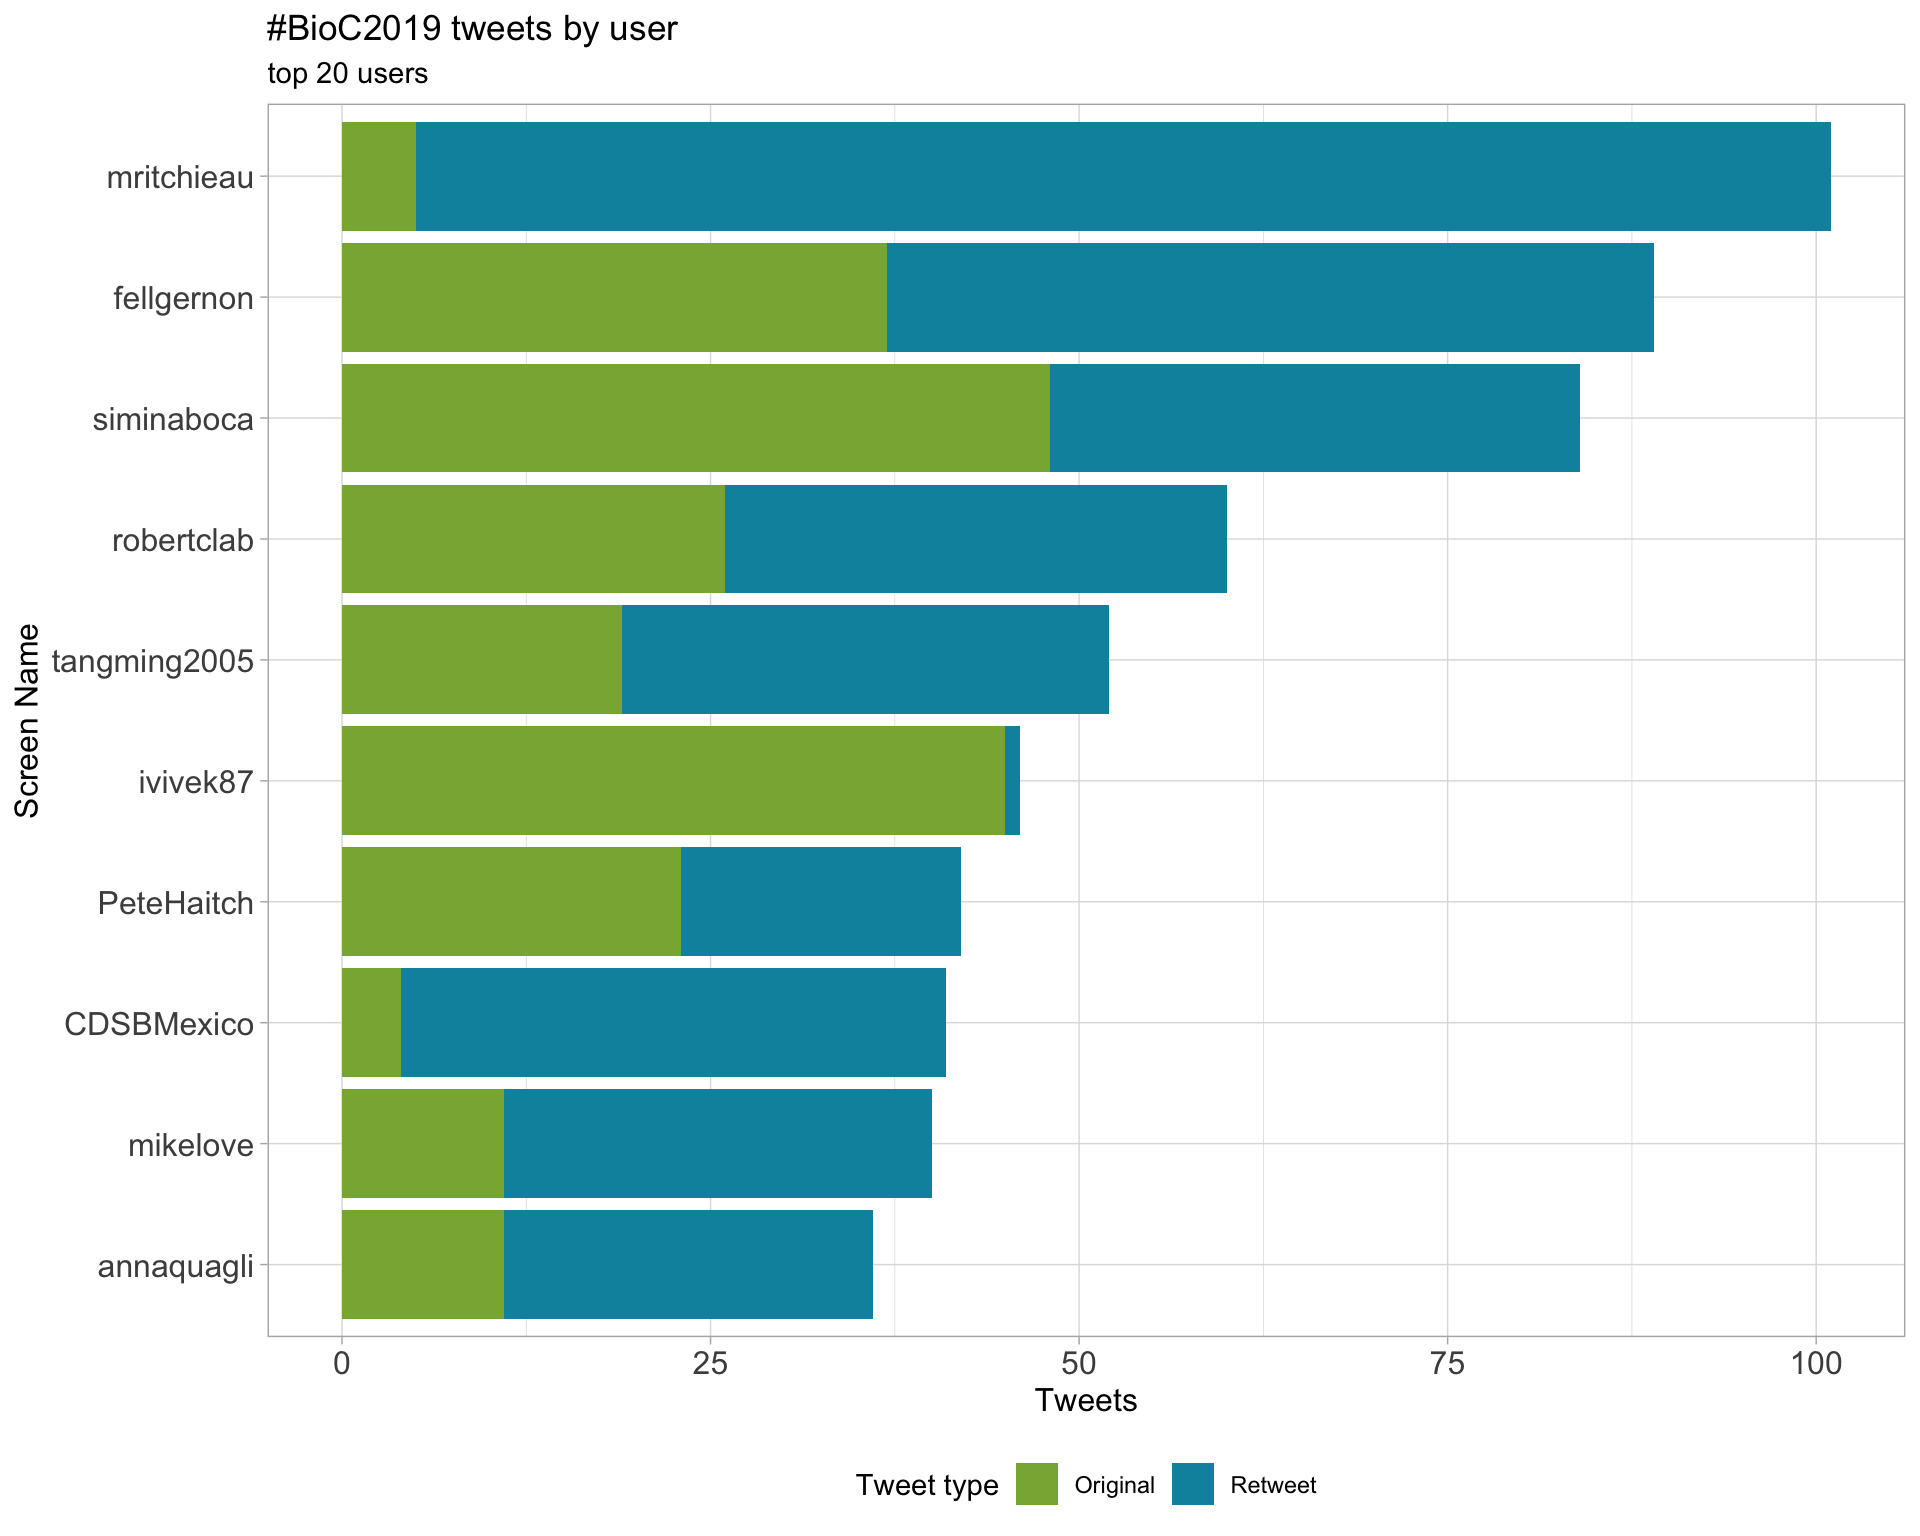 #BioC2019 tweets by user
top 20 users
Screen Name
mritchieau
fellgernon
siminaboca
robertclab
tangming2005
ivivek87
PeteHaitch
CDSBMexico
mikelove
annaquagli
0 25 50 75 100
Tweets
Tweet type Original Retweet